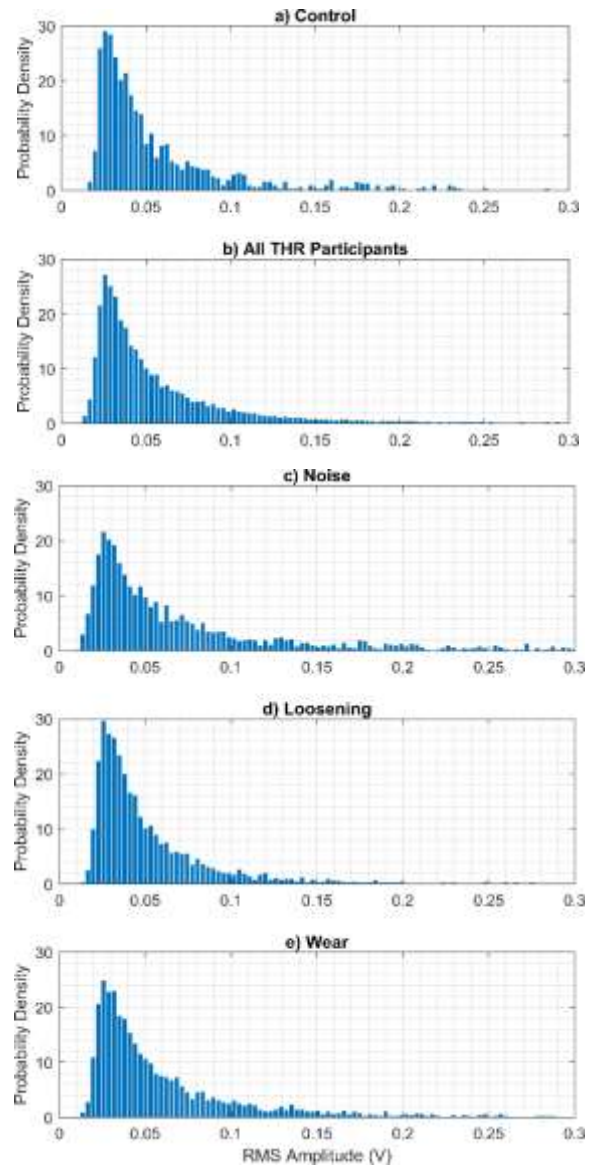 a) Control
Probability Density
30
20
10
0
0 0.05 0.1 0.15 0.2 0.25 0.3
b) All THR Participants
Probability Density
30
20
10
0
0 0.05 0.1 0.15 0.2 0.25 0.3
c) Noise
Probability Density
30
20
10
0
0 0.05 0.1 0.15 0.2 0.25 0.3
d) Loosening
Probability Density
30
20
10
0
0 0.05 0.1 0.15 0.2 0.25 0.3
e) Wear
Probability Density
30
20
10
0
0 0.05 0.1 0.15 0.2 0.25 0.3
RMS Amplitude (V)